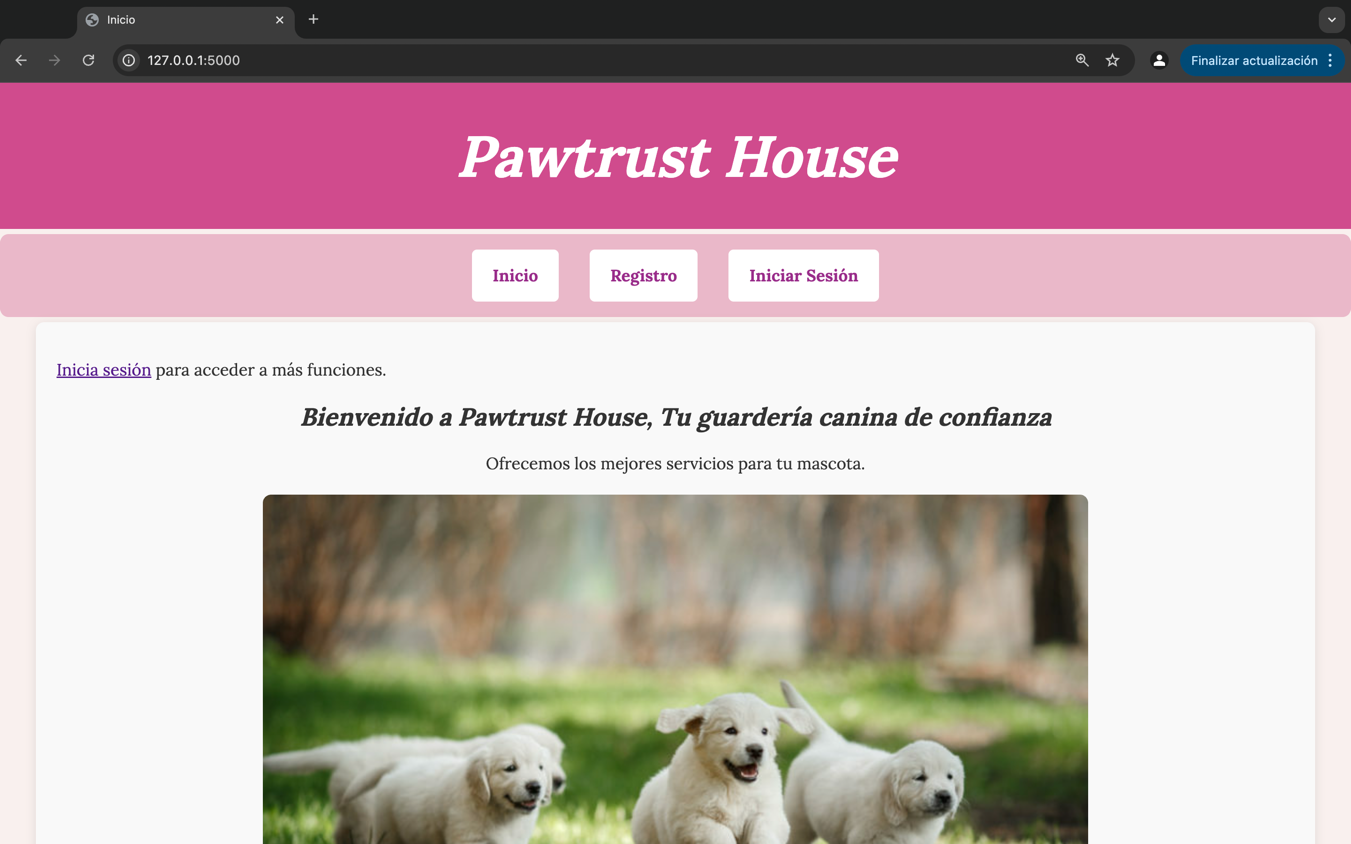 Inicio
127.0.0.1:5000
Finalizar actualización
Pawtrust House
Inicio
Registro
Iniciar Sesión
Inicia sesión para acceder a más funciones.
Bienvenido a Pawtrust House, Tu guardería canina de confianza
Ofrecemos los mejores servicios para tu mascota.